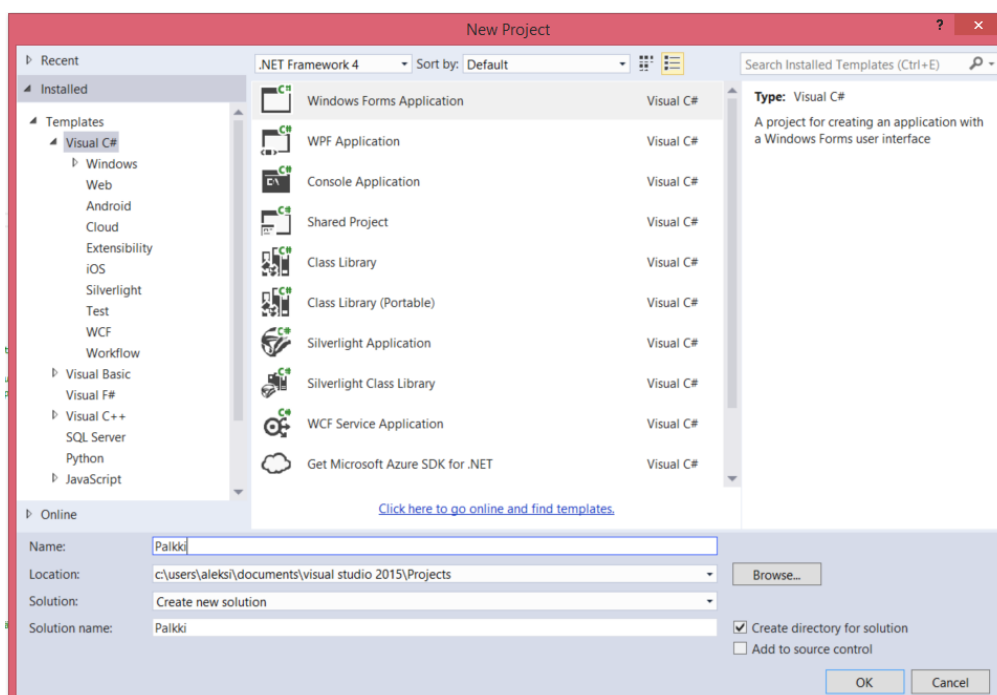 New Project
?
Recent
.NET Framework 4
Sort by: Default
Search Installed Templates (Ctrl+E)
Installed
Templates
Visual C#
Windows
Web
Android
Cloud
Extensibility
iOS
Silverlight
Test
WCF
Workflow
Visual Basic
Visual F#
Visual C++
SQL Server
Python
JavaScript
Online
C# Windows Forms Application Visual C#
C# WPF Application Visual C#
C# Console Application Visual C#
C# Shared Project Visual C#
C# Class Library Visual C#
C# Class Library (Portable) Visual C#
C# Silverlight Application Visual C#
C# Silverlight Class Library Visual C#
C# WCF Service Application Visual C#
Get Microsoft Azure SDK for .NET Visual C#
Click here to go online and find templates.
Type: Visual C#
A project for creating an application with
a Windows Forms user interface
Name: Palkki
Location: c:\users\aleksi\documents\visual studio 2015\Projects
Browse...
Solution: Create new solution
Solution name: Palkki
Create directory for solution
Add to source control
OK Cancel